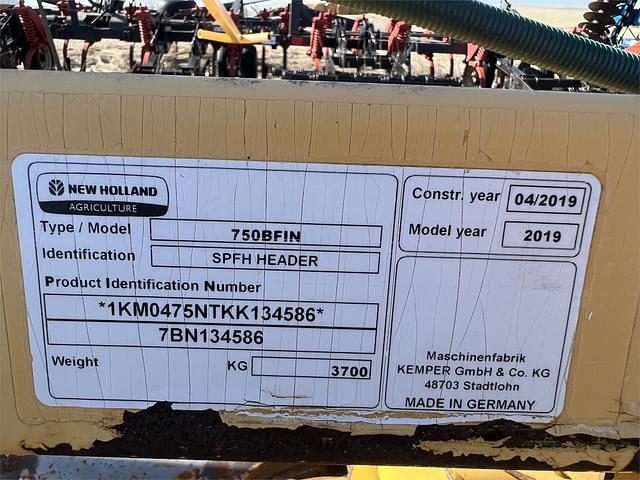 NEW HOLLAND
AGRICULTURE
Type / Model 750BFIN
Identification SPFH HEADER
Product Identification Number
*1KM0475NTKK134586*
7BN134586
Weight KG 3700
Constr. year 04/2019
Model year 2019
Maschinenfabrik
KEMPER GmbH & Co. KG
48703 Stadtlohn
MADE IN GERMANY